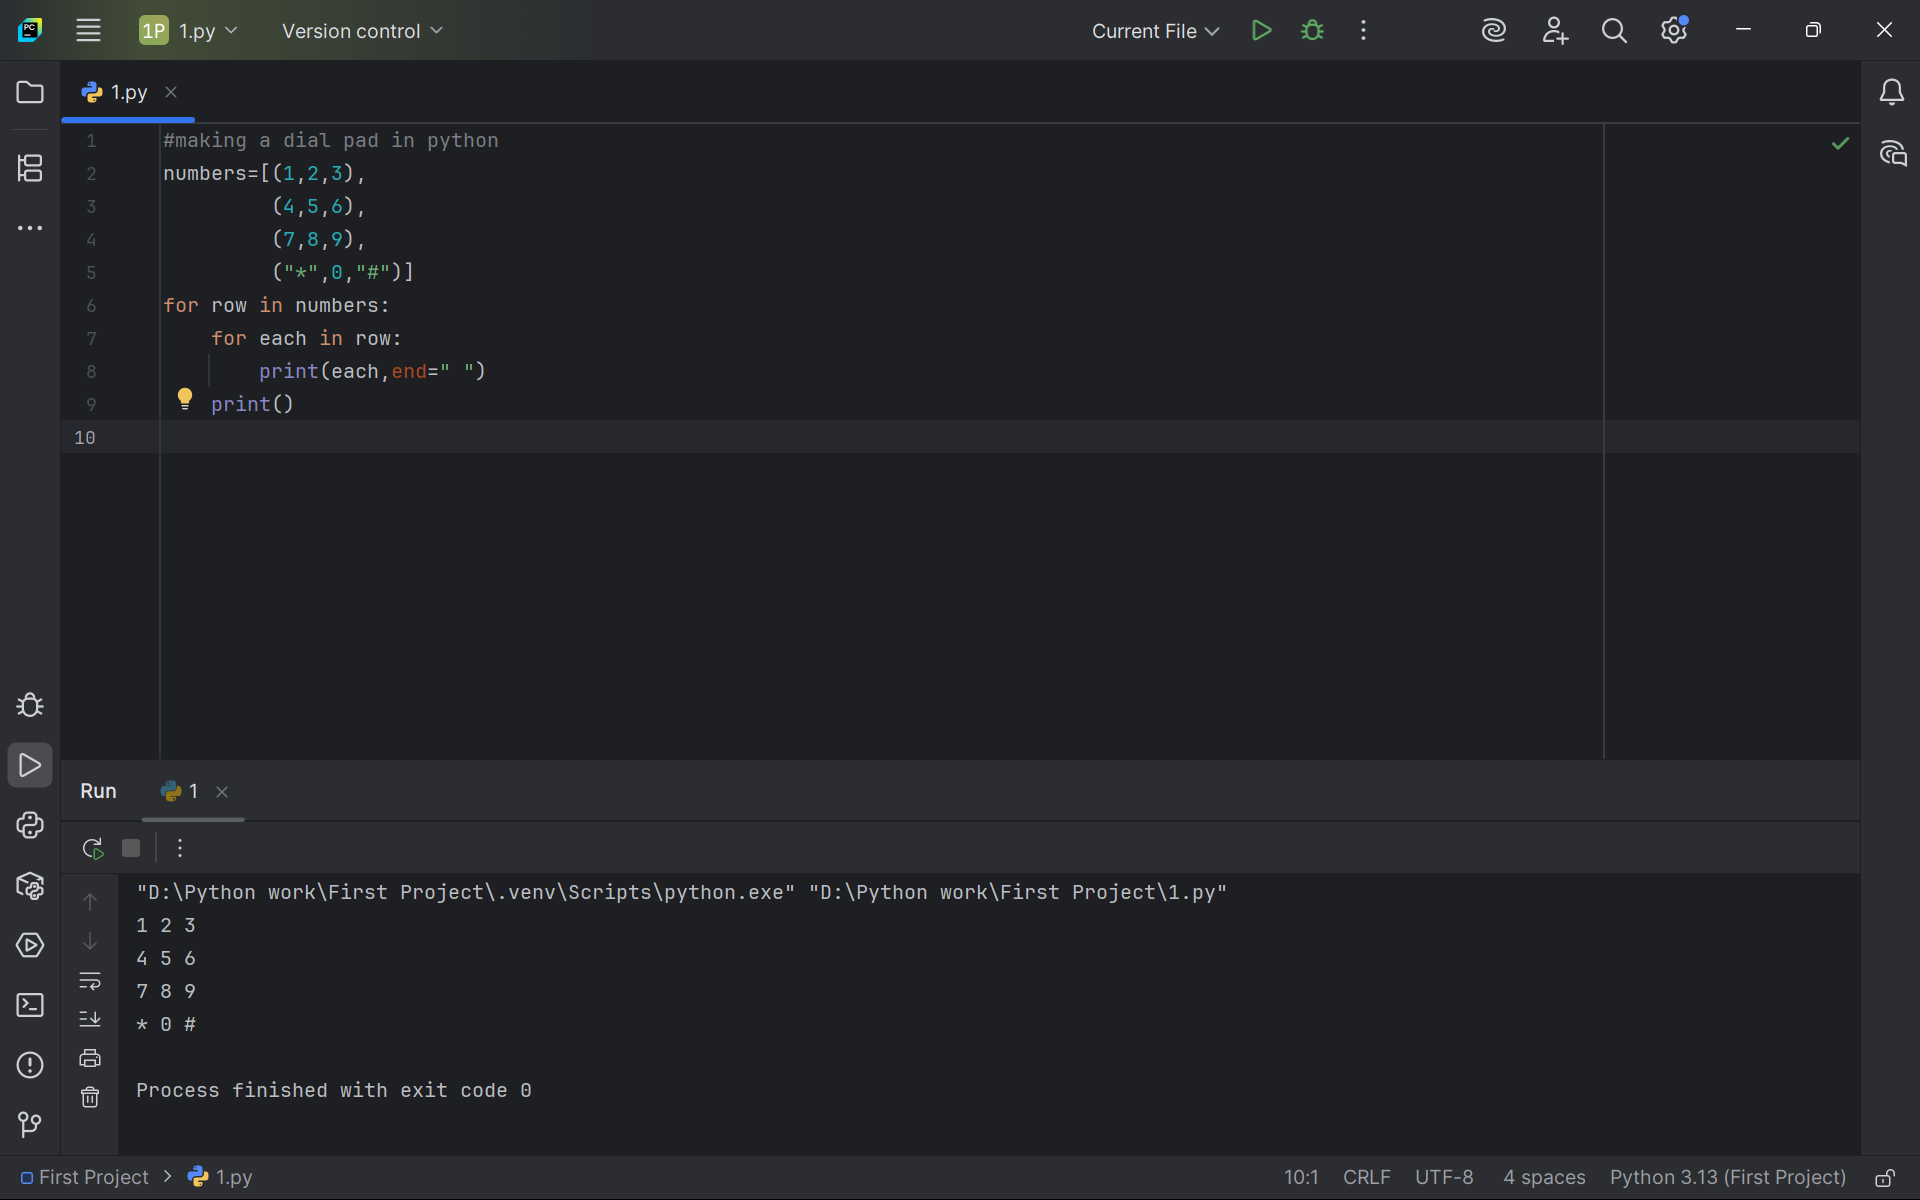 PC 1P 1.py Version control Current File
1.py
1 #making a dial pad in python
2 numbers=[(1,2,3),
3          (4,5,6),
4          (7,8,9),
5          ("*",0,"#")]
6 for row in numbers:
7     for each in row:
8         print(each,end=" ")
9     print()
10
Run 1
"D:\Python work\First Project\.venv\Scripts\python.exe" "D:\Python work\First Project\1.py"
1 2 3
4 5 6
7 8 9
* 0 #
Process finished with exit code 0
First Project > 1.py 10:1 CRLF UTF-8 4 spaces Python 3.13 (First Project)